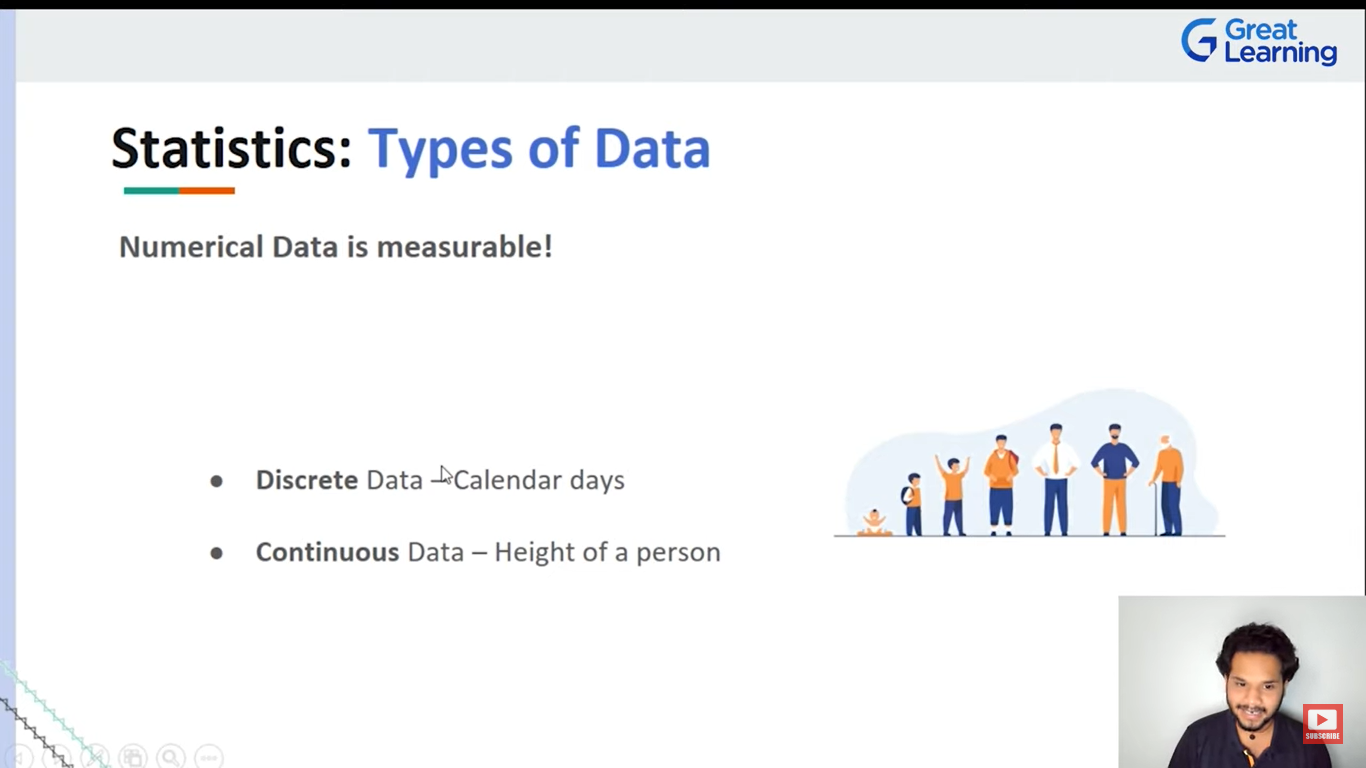 Great
Learning
Statistics: Types of Data
Numerical Data is measurable!
● Discrete Data – Calendar days
● Continuous Data – Height of a person
SUBSCRIBE